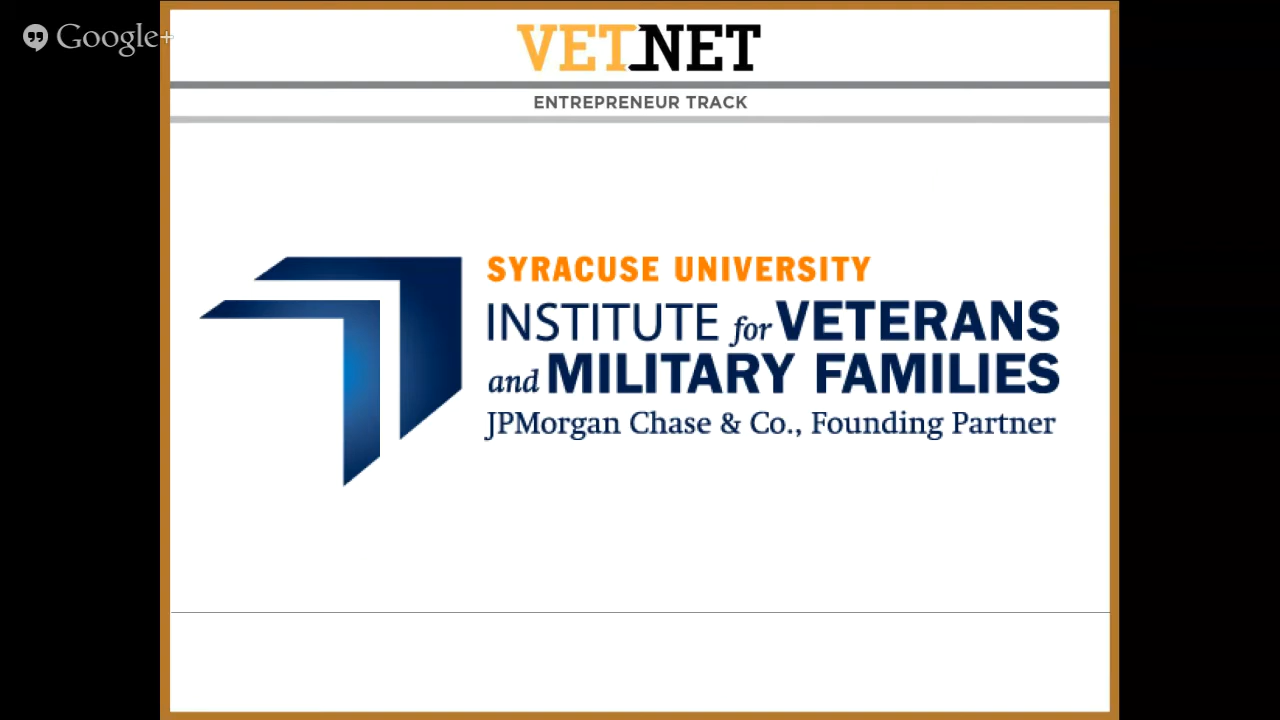 Google+
VETNET
ENTREPRENEUR TRACK
SYRACUSE UNIVERSITY
INSTITUTE for VETERANS
and MILITARY FAMILIES
JPMorgan Chase & Co., Founding Partner